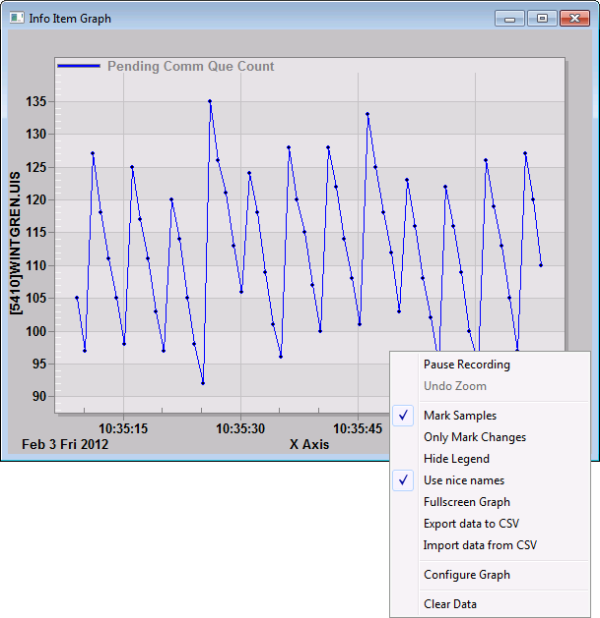 Info Item Graph
Pending Comm Que Count
135
130
125
120
115
110
105
100
95
90
[5410]WINTGREN.UIS
10:35:15 10:35:30 10:35:45
Feb 3 Fri 2012 X Axis
Pause Recording
Undo Zoom
Mark Samples
Only Mark Changes
Hide Legend
Use nice names
Fullscreen Graph
Export data to CSV
Import data from CSV
Configure Graph
Clear Data